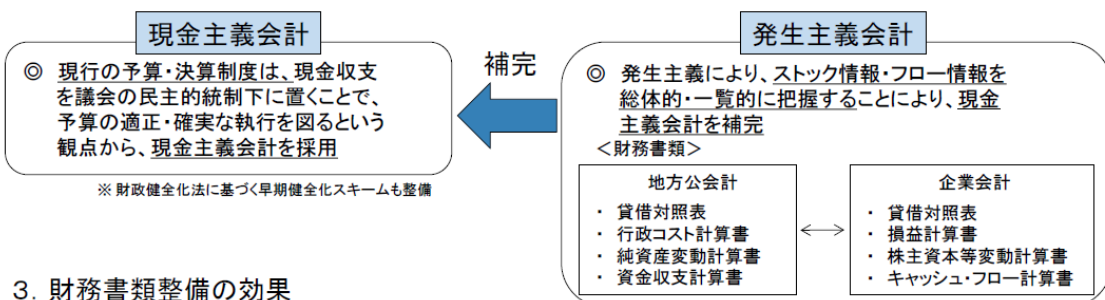 現金主義会計
◎ 現行の予算・決算制度は、現金収支
を議会の民主的統制下に置くことで、
予算の適正・確実な執行を図るという
観点から、現金主義会計を採用
※ 財政健全化法に基づく早期健全化スキームも整備
補完
発生主義会計
◎ 発生主義により、ストック情報・フロー情報を
総体的・一覧的に把握することにより、現金
主義会計を補完
＜財務書類＞
地方公会計
・ 貸借対照表
・ 行政コスト計算書
・ 純資産変動計算書
・ 資金収支計算書
企業会計
・ 貸借対照表
・ 損益計算書
・ 株主資本等変動計算書
・ キャッシュ・フロー計算書
3．財務書類整備の効果